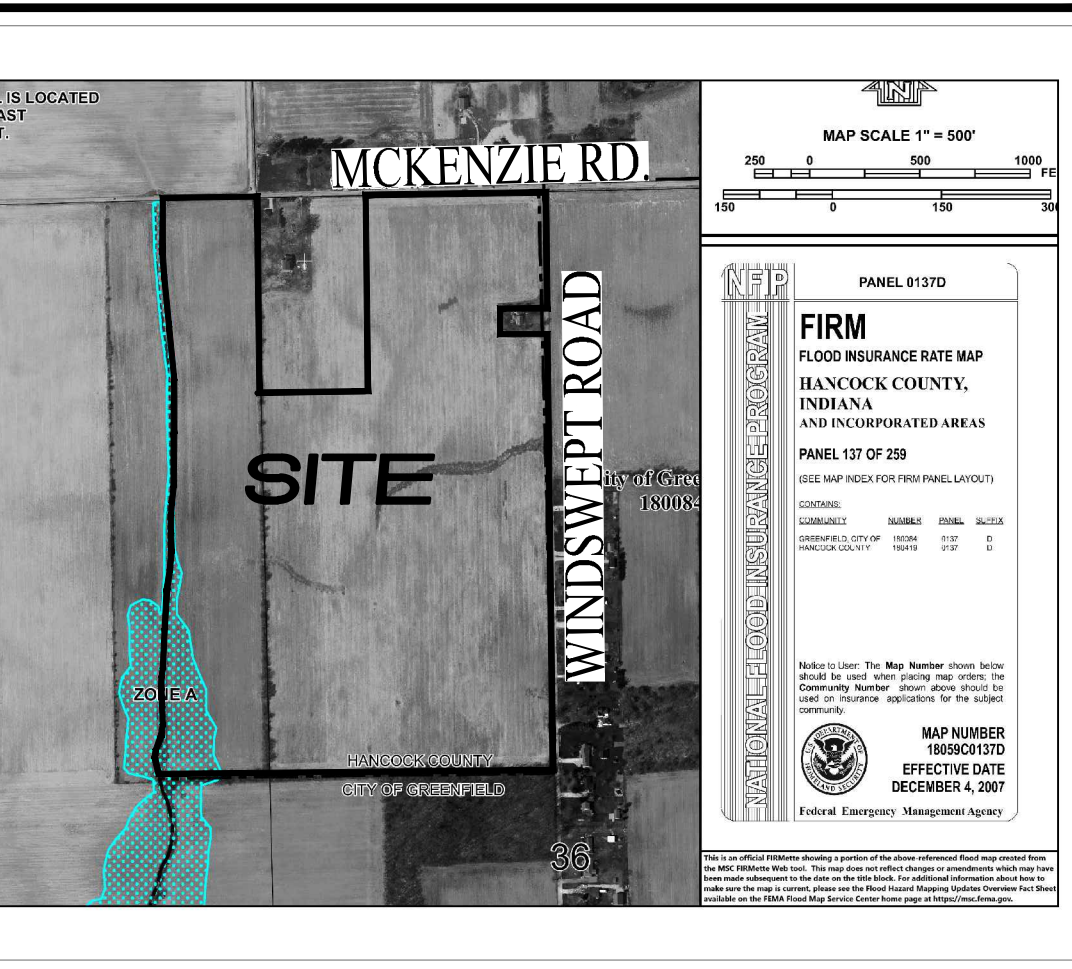 IS LOCATED
AST
T.
MCKENZIE RD.
WINDSWEPT ROAD
SITE
ity of Gree
180084
ZONE A
HANCOCK COUNTY
CITY OF GREENFIELD
36
N
MAP SCALE 1" = 500'
250 0 500 1000
FE
150 0 150 300
NFIP
NATIONAL FLOOD INSURANCE PROGRAM
PANEL 0137D
FIRM
FLOOD INSURANCE RATE MAP
HANCOCK COUNTY,
INDIANA
AND INCORPORATED AREAS
PANEL 137 OF 259
(SEE MAP INDEX FOR FIRM PANEL LAYOUT)
CONTAINS:
COMMUNITY NUMBER PANEL SUFFIX
GREENFIELD, CITY OF 180084 0137 D
HANCOCK COUNTY 180419 0137 D
Notice to User: The Map Number shown below
should be used when placing map orders; the
Community Number shown above should be
used on insurance applications for the subject
community.
U.S. DEPARTMENT OF
HOMELAND SECURITY
MAP NUMBER
18059C0137D
EFFECTIVE DATE
DECEMBER 4, 2007
Federal Emergency Management Agency
This is an official FIRMette showing a portion of the above-referenced flood map created from
the MSC FIRMette Web tool. This map does not reflect changes or amendments which may have
been made subsequent to the date on the title block. For additional information about how to
make sure the map is current, please see the Flood Hazard Mapping Updates Overview Fact Sheet
available on the FEMA Flood Map Service Center home page at https://msc.fema.gov.